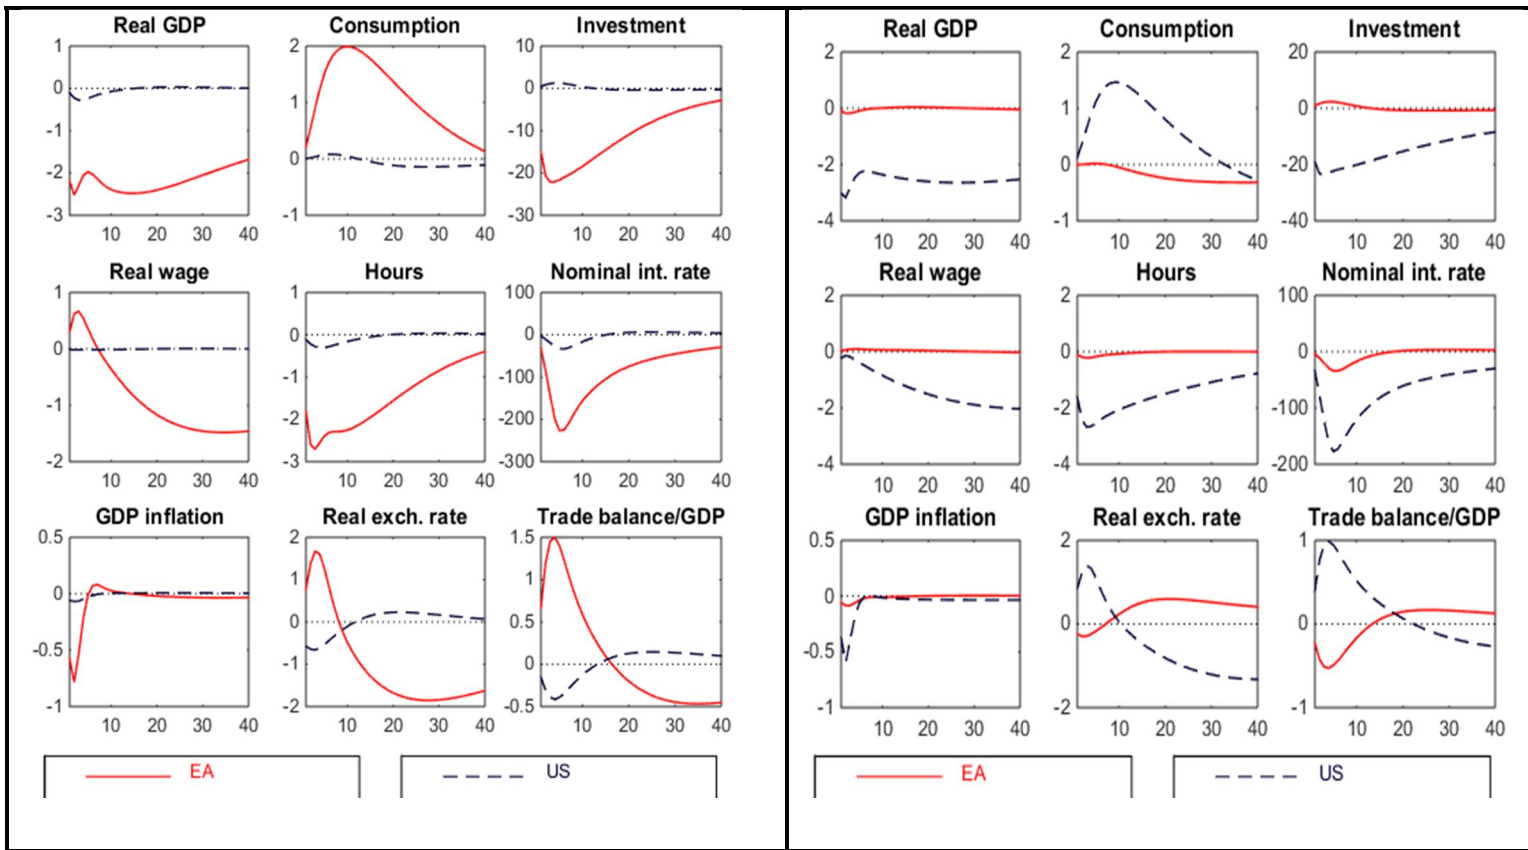 Real GDP Consumption Investment
1 2 10
0 1 0
-1 0 -10
-2 -20
-3 -1 -30
10 20 30 40 10 20 30 40 10 20 30 40
Real wage Hours Nominal int. rate
1 1 100
0 0 0
-1 -1 -100
-2 -200
-2 -3 -300
10 20 30 40 10 20 30 40 10 20 30 40
GDP inflation Real exch. rate Trade balance/GDP
0.5 2 1.5
0 1 1
0 0.5
-0.5 -1 0
-1 -2 -0.5
10 20 30 40 10 20 30 40 10 20 30 40
EA US
Real GDP Consumption Investment
2 2 20
0 1 0
-2 0 -20
-4 -1 -40
10 20 30 40 10 20 30 40 10 20 30 40
Real wage Hours Nominal int. rate
2 2 100
0 0 0
-2 -2 -100
-4 -4 -200
10 20 30 40 10 20 30 40 10 20 30 40
GDP inflation Real exch. rate Trade balance/GDP
0.5 2 1
0 0 0
-0.5
-1 -2 -1
10 20 30 40 10 20 30 40 10 20 30 40
EA US